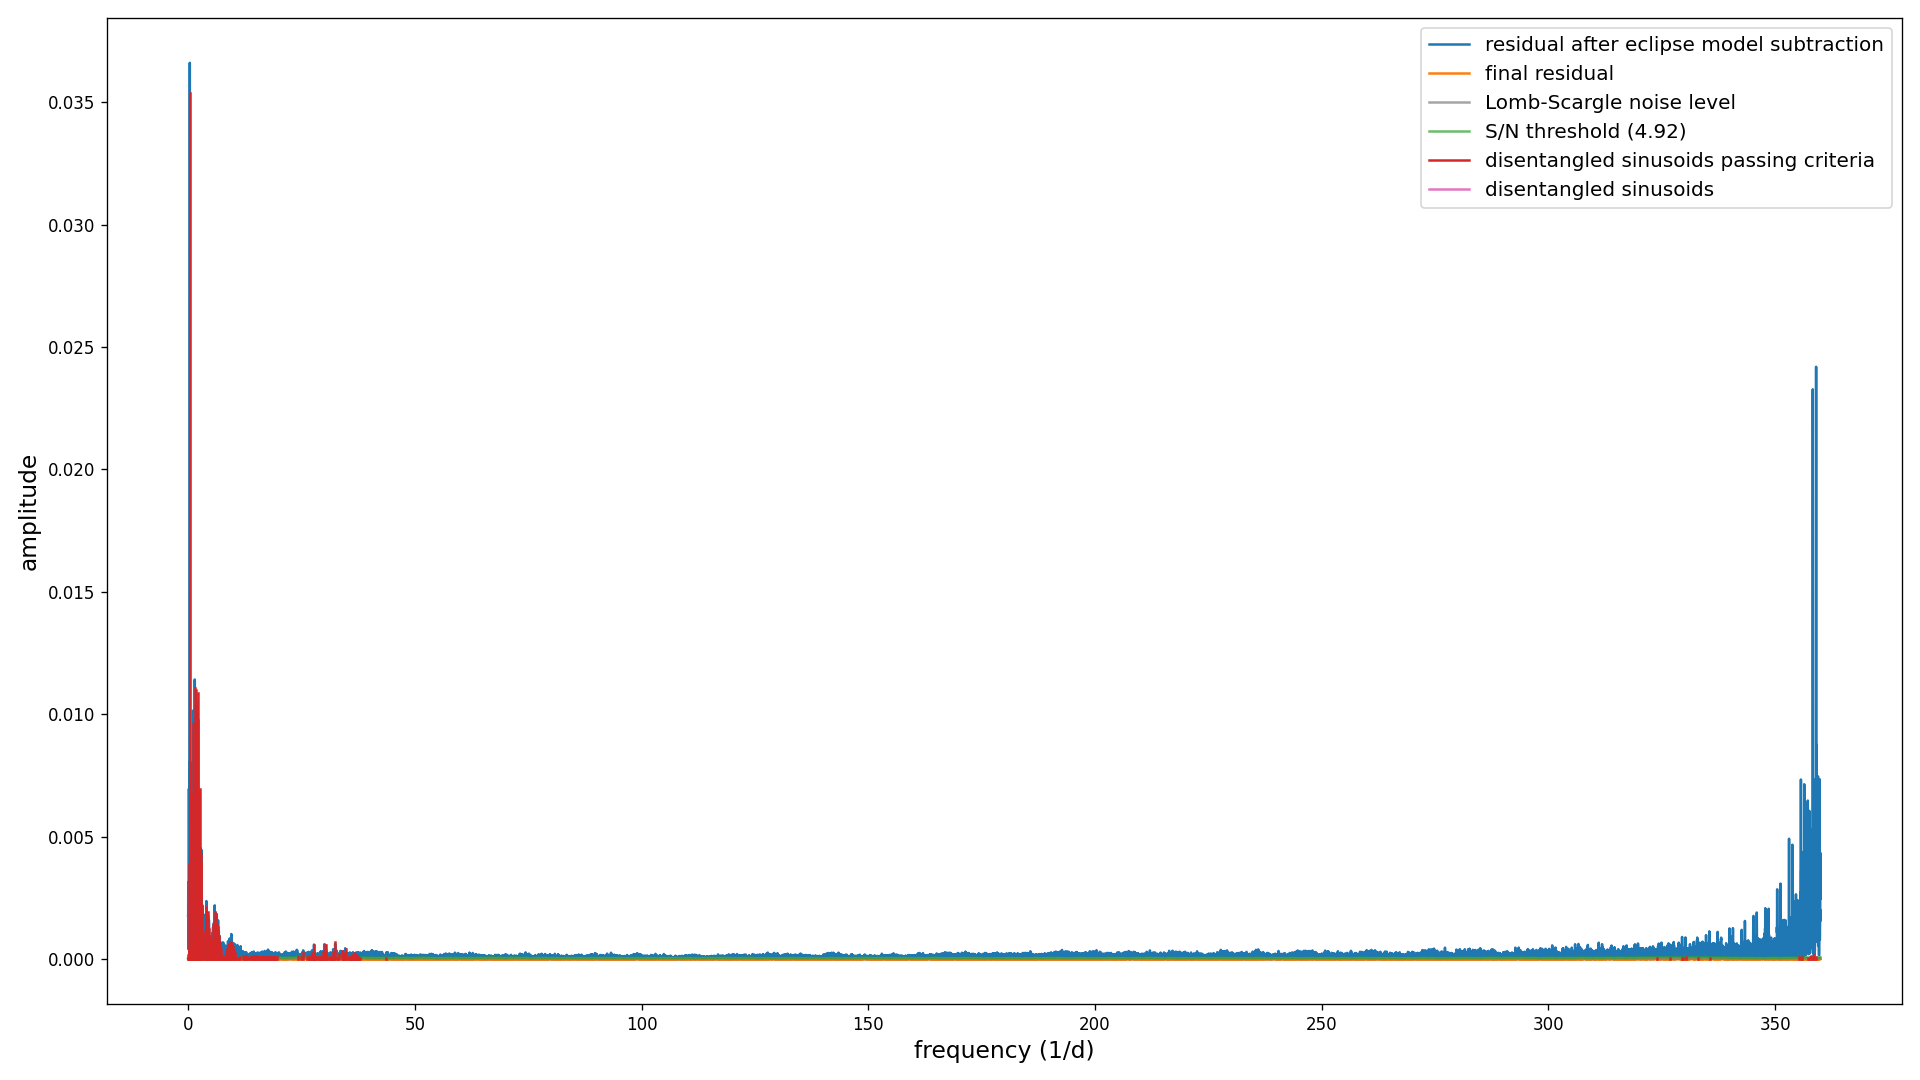 residual after eclipse model subtraction
final residual
Lomb-Scargle noise level
S/N threshold (4.92)
disentangled sinusoids passing criteria
disentangled sinusoids
amplitude
0.035
0.030
0.025
0.020
0.015
0.010
0.005
0.000
0 50 100 150 200 250 300 350
frequency (1/d)